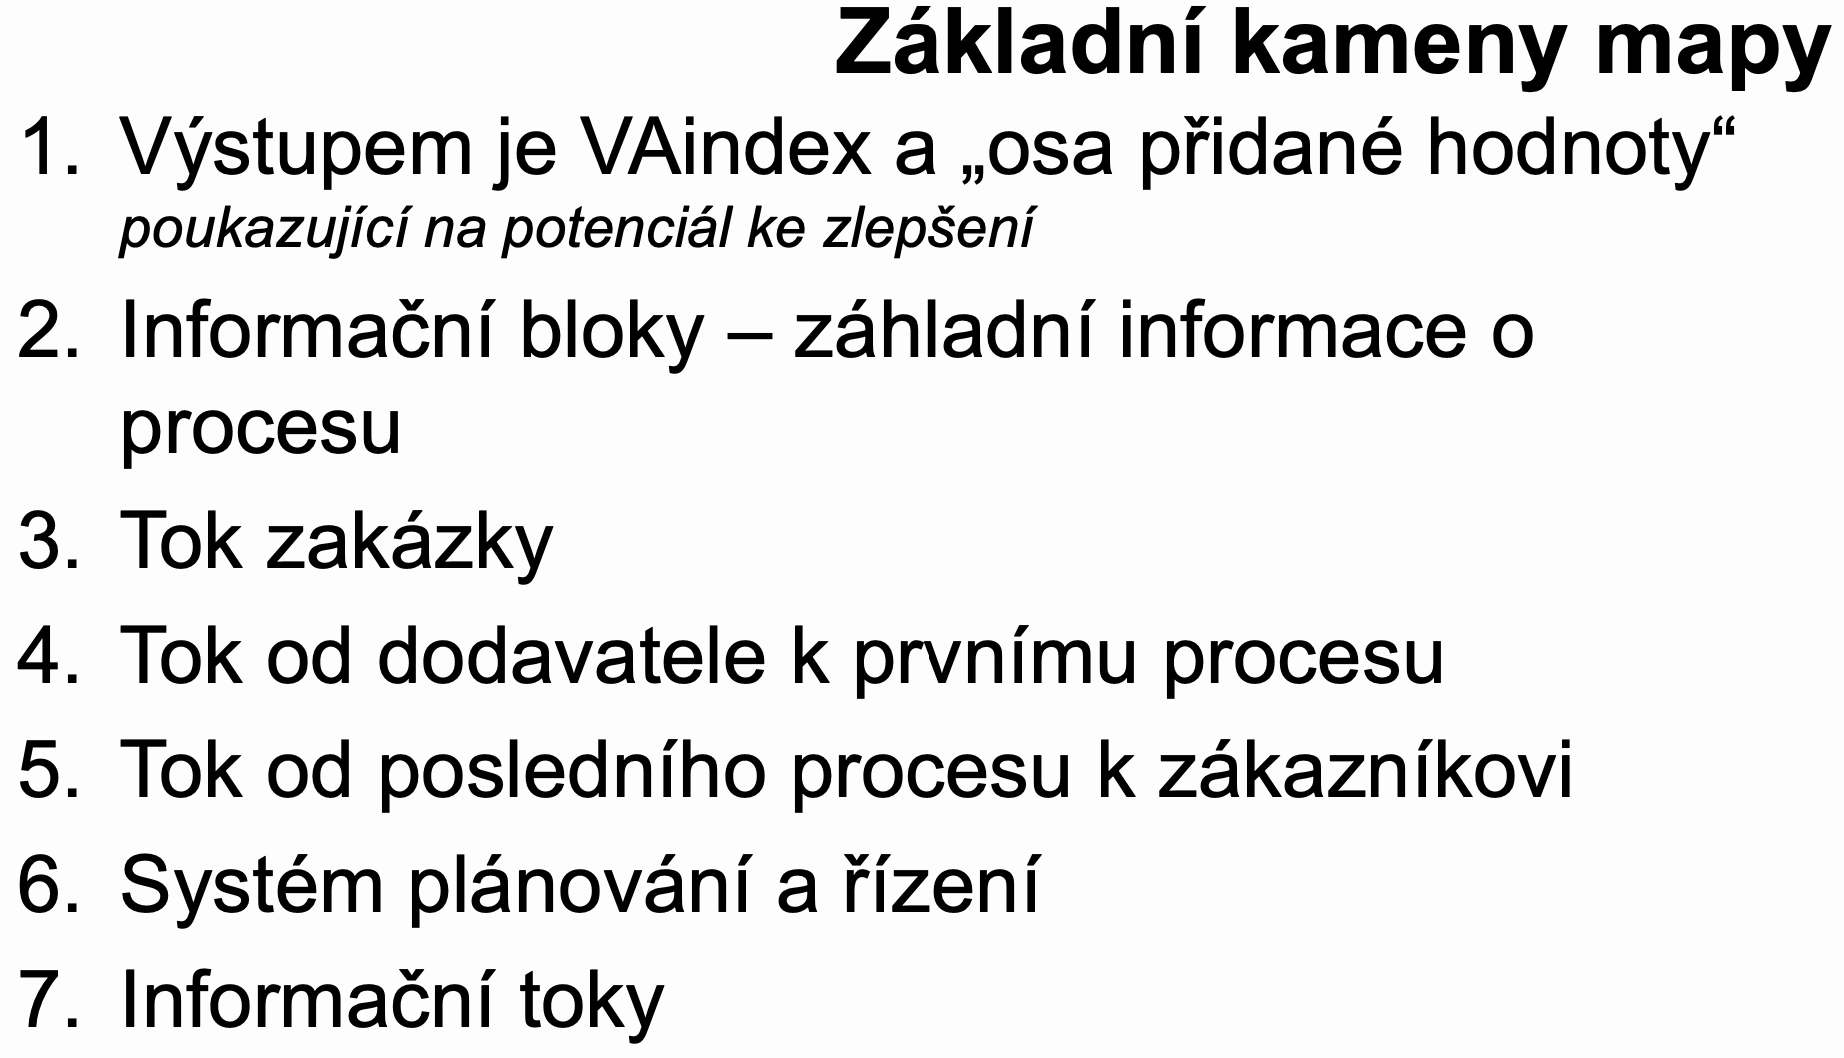 Základní kameny mapy
1. Výstupem je VAindex a „osa přidané hodnoty“
poukazující na potenciál ke zlepšení
2. Informační bloky – záhladní informace o
procesu
3. Tok zakázky
4. Tok od dodavatele k prvnímu procesu
5. Tok od posledního procesu k zákazníkovi
6. Systém plánování a řízení
7. Informační toky